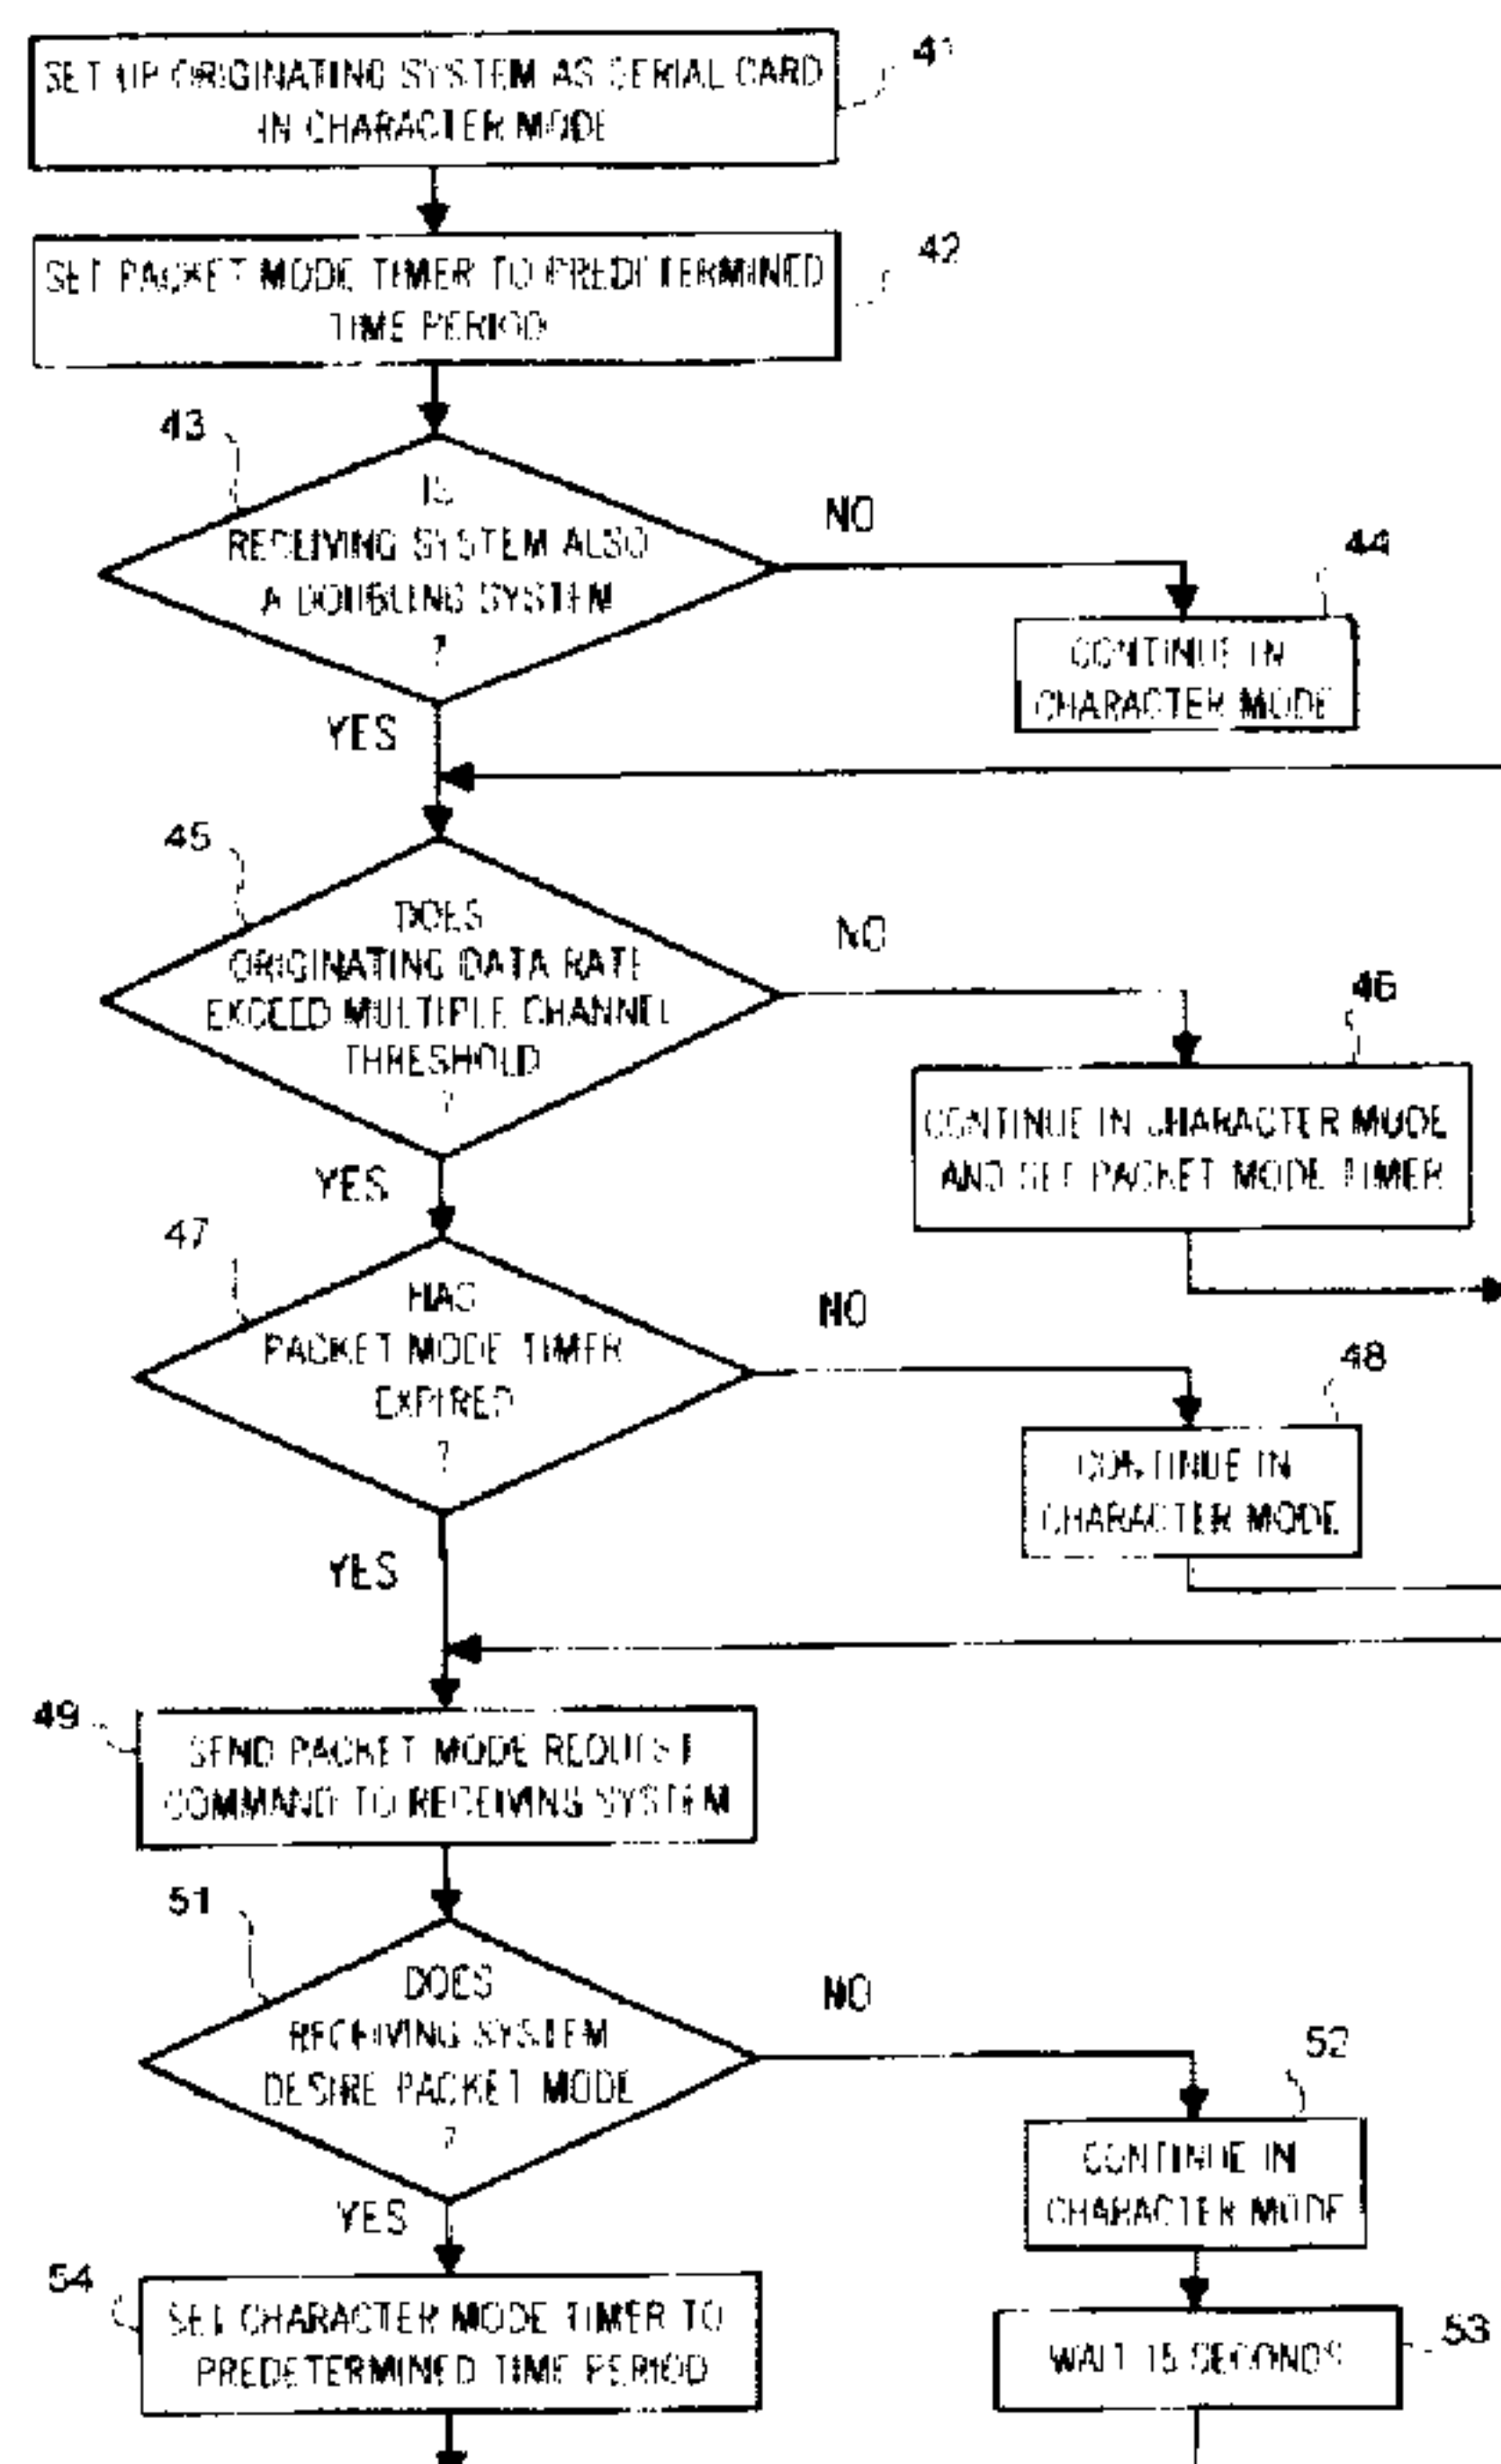 SET UP ORIGINATING SYSTEM AS SERIAL CARD
IN CHARACTER MODE
41
SET PACKET MODE TIMER TO PREDETERMINED
TIME PERIOD
42
43
IS
RECEIVING SYSTEM ALSO
A DOUBLING SYSTEM
?
NO
44
CONTINUE IN
CHARACTER MODE
YES
45
DOES
ORIGINATING DATA RATE
EXCEED MULTIPLE CHANNEL
THRESHOLD
?
NO
46
CONTINUE IN CHARACTER MODE
AND SET PACKET MODE TIMER
YES
47
HAS
PACKET MODE TIMER
EXPIRED
?
NO
48
CONTINUE IN
CHARACTER MODE
YES
49
SEND PACKET MODE REQUEST
COMMAND TO RECEIVING SYSTEM
51
DOES
RECEIVING SYSTEM
DESIRE PACKET MODE
?
NO
52
CONTINUE IN
CHARACTER MODE
YES
54
SET CHARACTER MODE TIMER TO
PREDETERMINED TIME PERIOD
WAIT 15 SECONDS
53